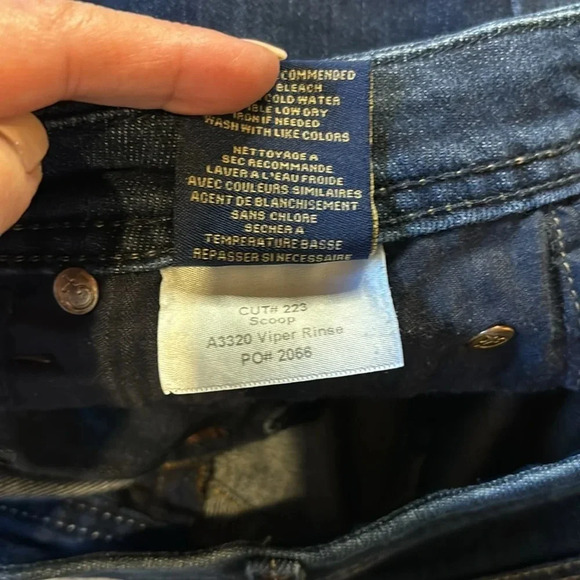 COMMENDED
BLEACH
COLD WATER
BLE LOW DRY
IRON IF NEEDED
WASH WITH LIKE COLORS
NETTOYAGE A
SEC RECOMMANDE
LAVER A L'EAU FROIDE
AVEC COULEURS SIMILAIRES
AGENT DE BLANCHISEMENT
SANS CHLORE
SECHER A
TEMPERATURE BASSE
REPASSER SI NECESSAIRE
CUT# 223
Scoop
A3320 Viper Rinse
PO# 2066